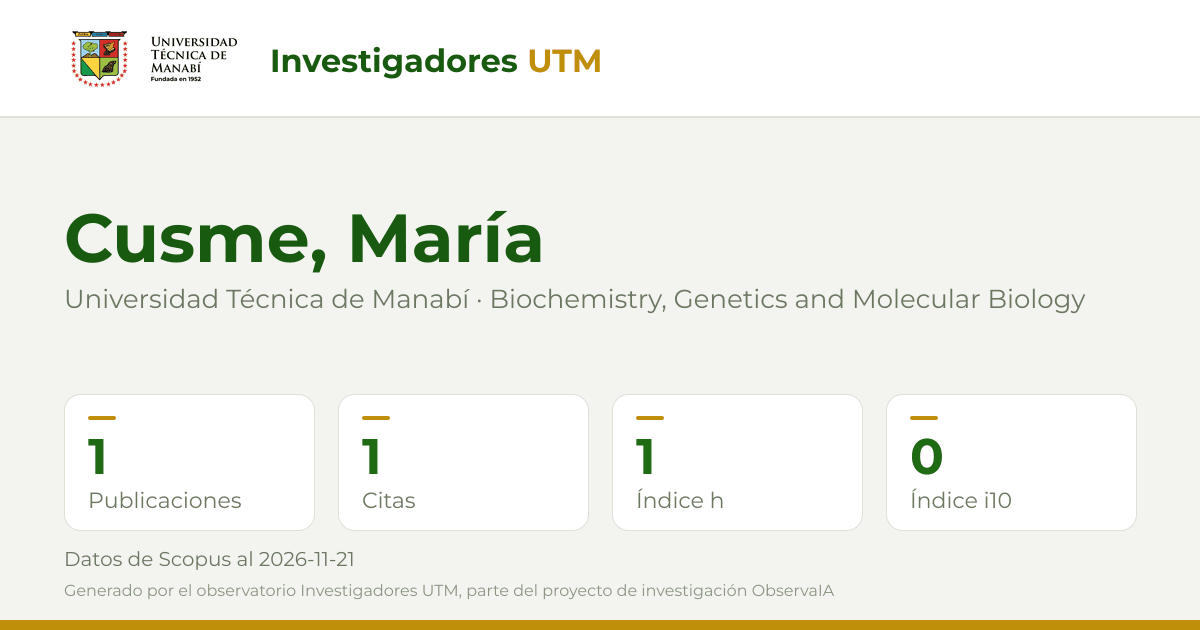 UNIVERSIDAD
TÉCNICA DE
MANABÍ
Fundada en 1952
Investigadores UTM
Cusme, María
Universidad Técnica de Manabí · Biochemistry, Genetics and Molecular Biology
1
Publicaciones
1
Citas
1
Índice h
0
Índice i10
Datos de Scopus al 2026-11-21
Generado por el observatorio Investigadores UTM, parte del proyecto de investigación ObservaIA